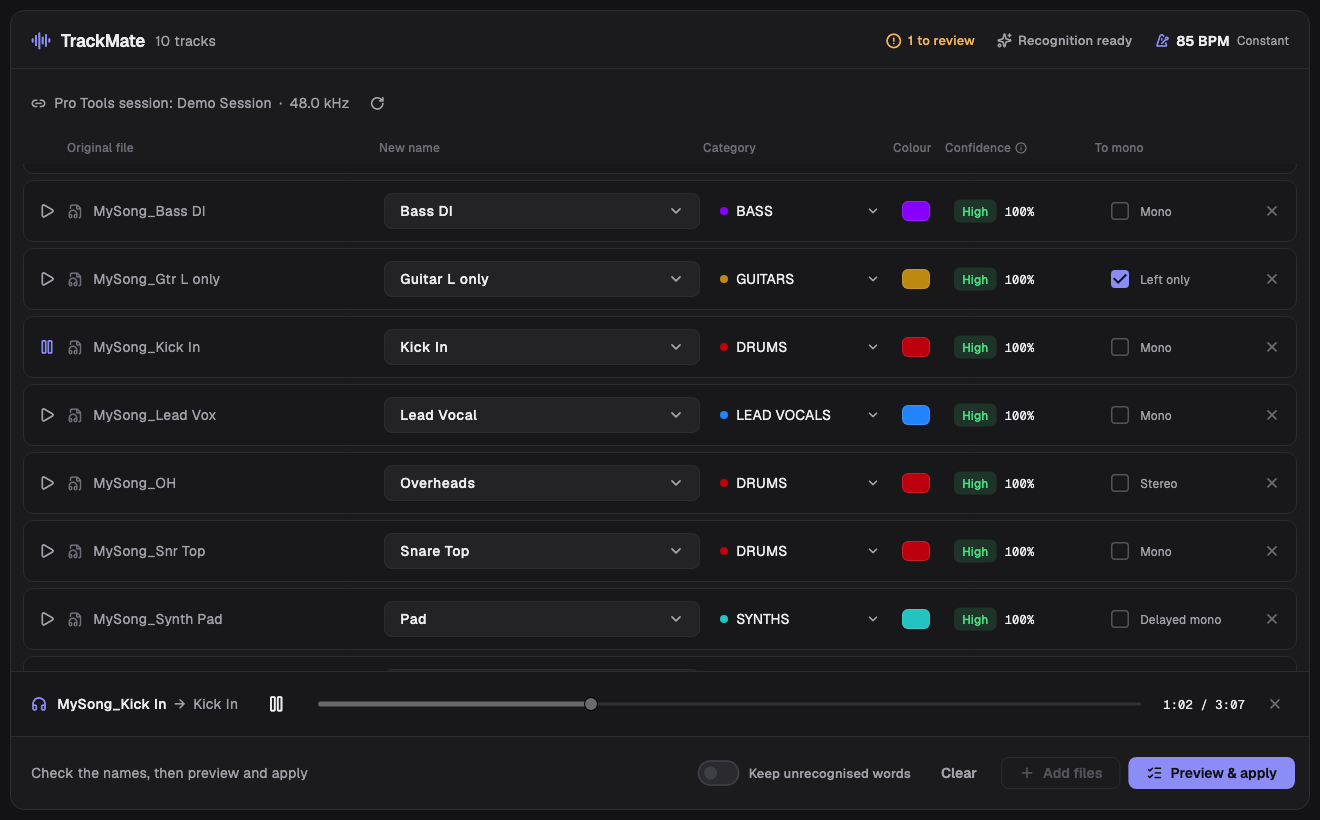 TrackMate 10 tracks 1 to review Recognition ready 85 BPM Constant
Pro Tools session: Demo Session · 48.0 kHz
Original file New name Category Colour Confidence To mono
MySong_Bass DI Bass DI BASS High 100% Mono
MySong_Gtr L only Guitar L only GUITARS High 100% Left only
MySong_Kick In Kick In DRUMS High 100% Mono
MySong_Lead Vox Lead Vocal LEAD VOCALS High 100% Mono
MySong_OH Overheads DRUMS High 100% Stereo
MySong_Snr Top Snare Top DRUMS High 100% Mono
MySong_Synth Pad Pad SYNTHS High 100% Delayed mono
MySong_Kick In → Kick In 1:02 / 3:07
Check the names, then preview and apply Keep unrecognised words Clear + Add files Preview & apply